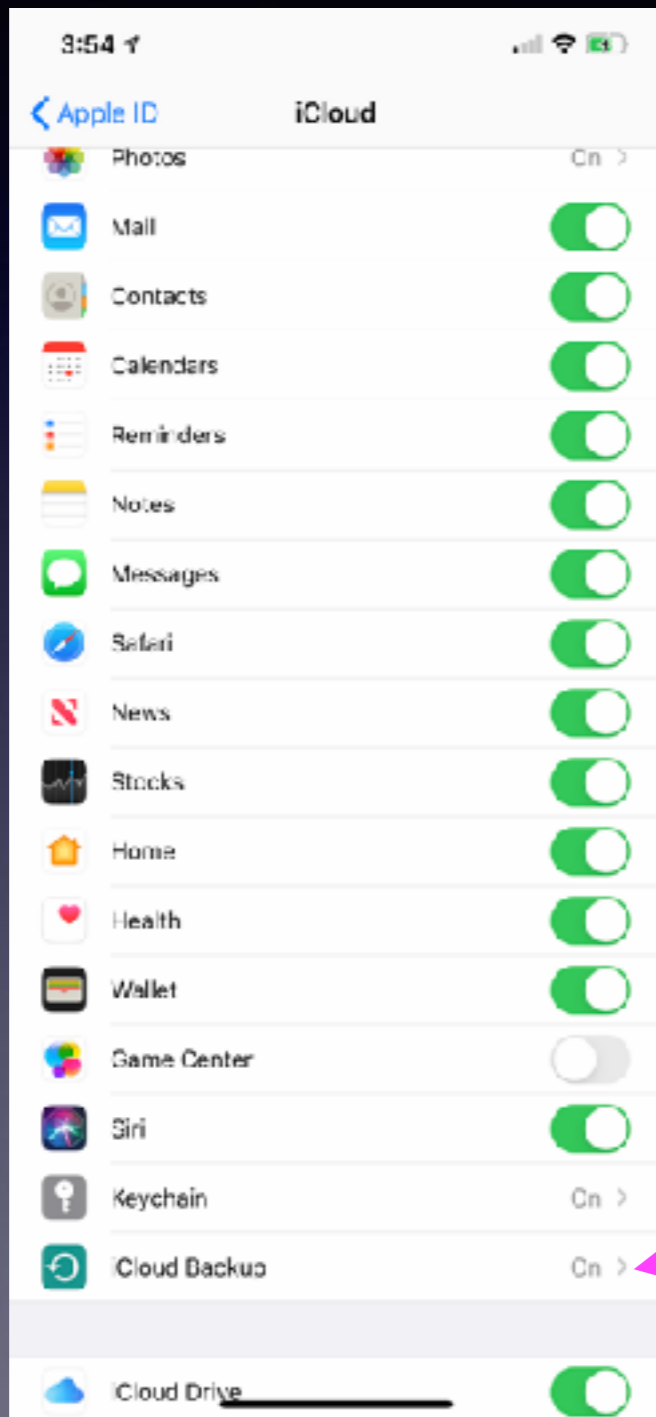 3:54
Apple ID
iCloud
Photos On
Mail
Contacts
Calendars
Reminders
Notes
Messages
Safari
News
Stocks
Home
Health
Wallet
Game Center
Siri
Keychain On
iCloud Backup On
iCloud Drive